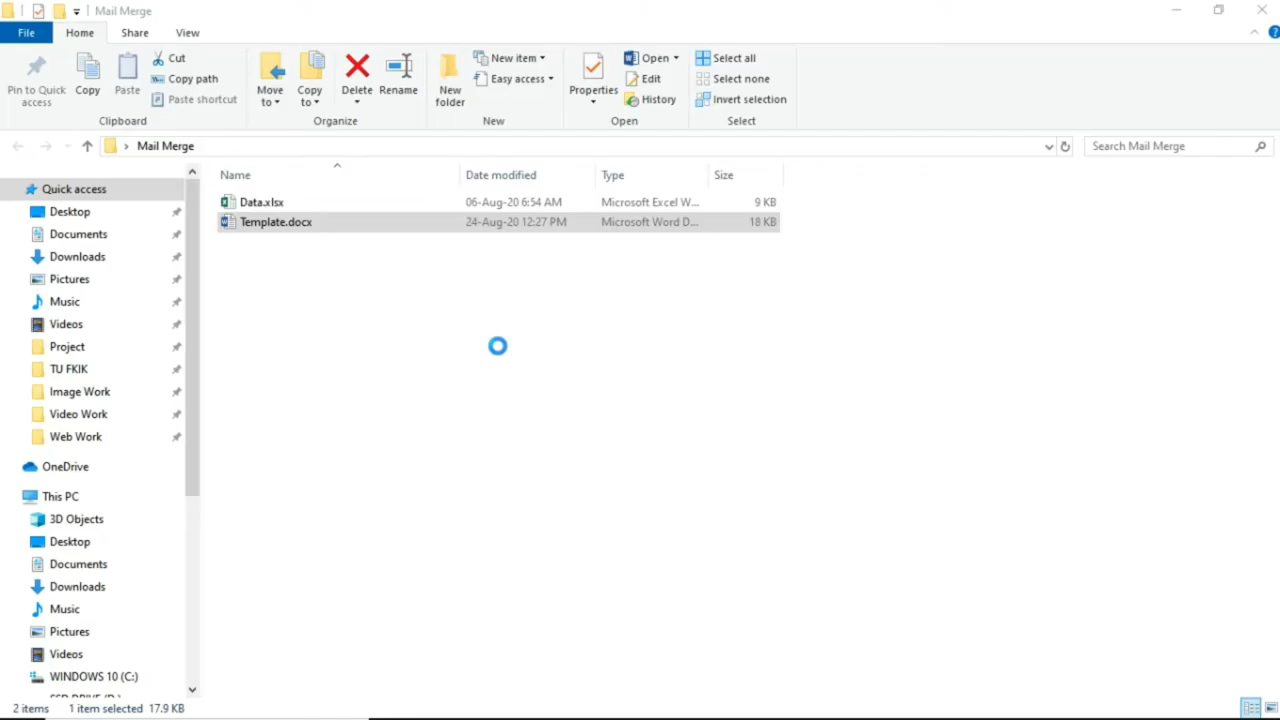 Mail Merge
File Home Share View
Pin to Quick access
Copy
Paste
Cut
Copy path
Paste shortcut
Clipboard
Move to
Copy to
Delete
Rename
Organize
New folder
New item
Easy access
New
Properties
Open
Edit
History
Open
Select all
Select none
Invert selection
Select
Mail Merge
Search Mail Merge
Name Date modified Type Size
Data.xlsx 06-Aug-20 6:54 AM Microsoft Excel W... 9 KB
Template.docx 24-Aug-20 12:27 PM Microsoft Word D... 18 KB
Quick access
Desktop
Documents
Downloads
Pictures
Music
Videos
Project
TU FKIK
Image Work
Video Work
Web Work
OneDrive
This PC
3D Objects
Desktop
Documents
Downloads
Music
Pictures
Videos
WINDOWS 10 (C:)
2 items 1 item selected 17.9 KB